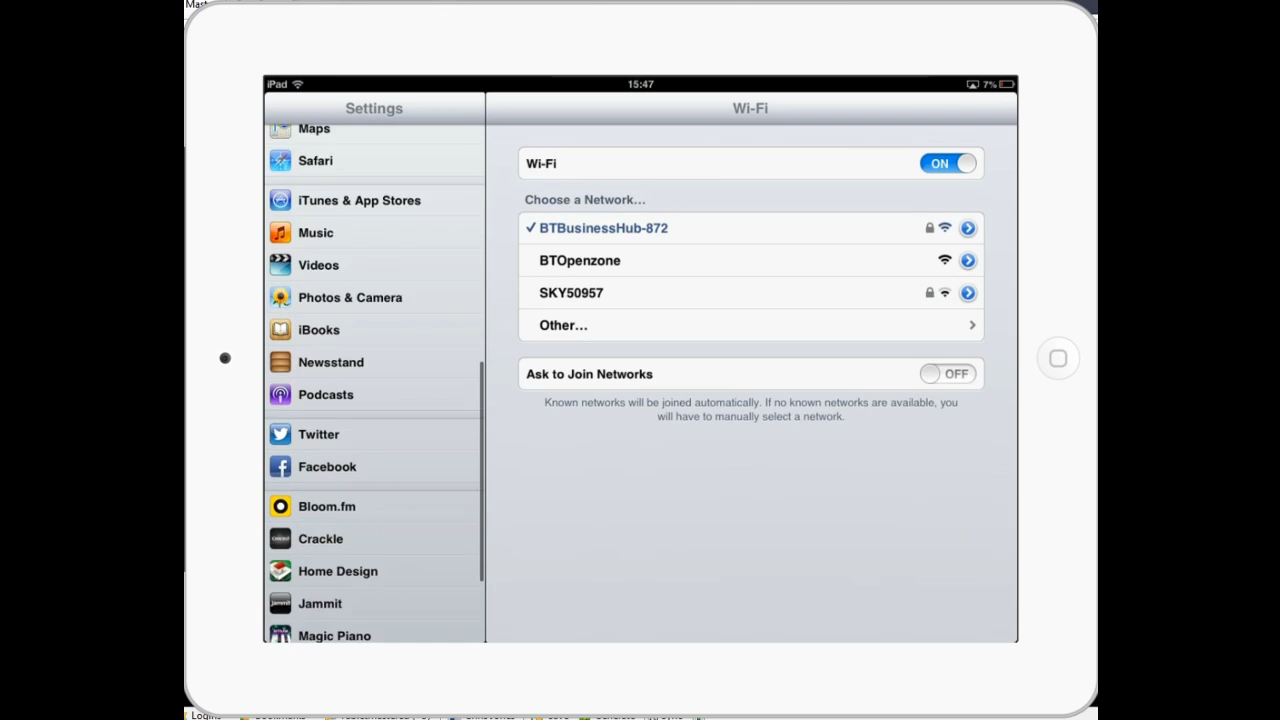 Mast
iPad 15:47 7%
Settings
Wi-Fi
Maps
Safari
iTunes & App Stores
Music
Videos
Photos & Camera
iBooks
Newsstand
Podcasts
Twitter
Facebook
Bloom.fm
Crackle
Home Design
Jammit
Magic Piano
Wi-Fi ON
Choose a Network...
✓ BTBusinessHub-872
BTOpenzone
SKY50957
Other...
Ask to Join Networks OFF
Known networks will be joined automatically. If no known networks are available, you
will have to manually select a network.